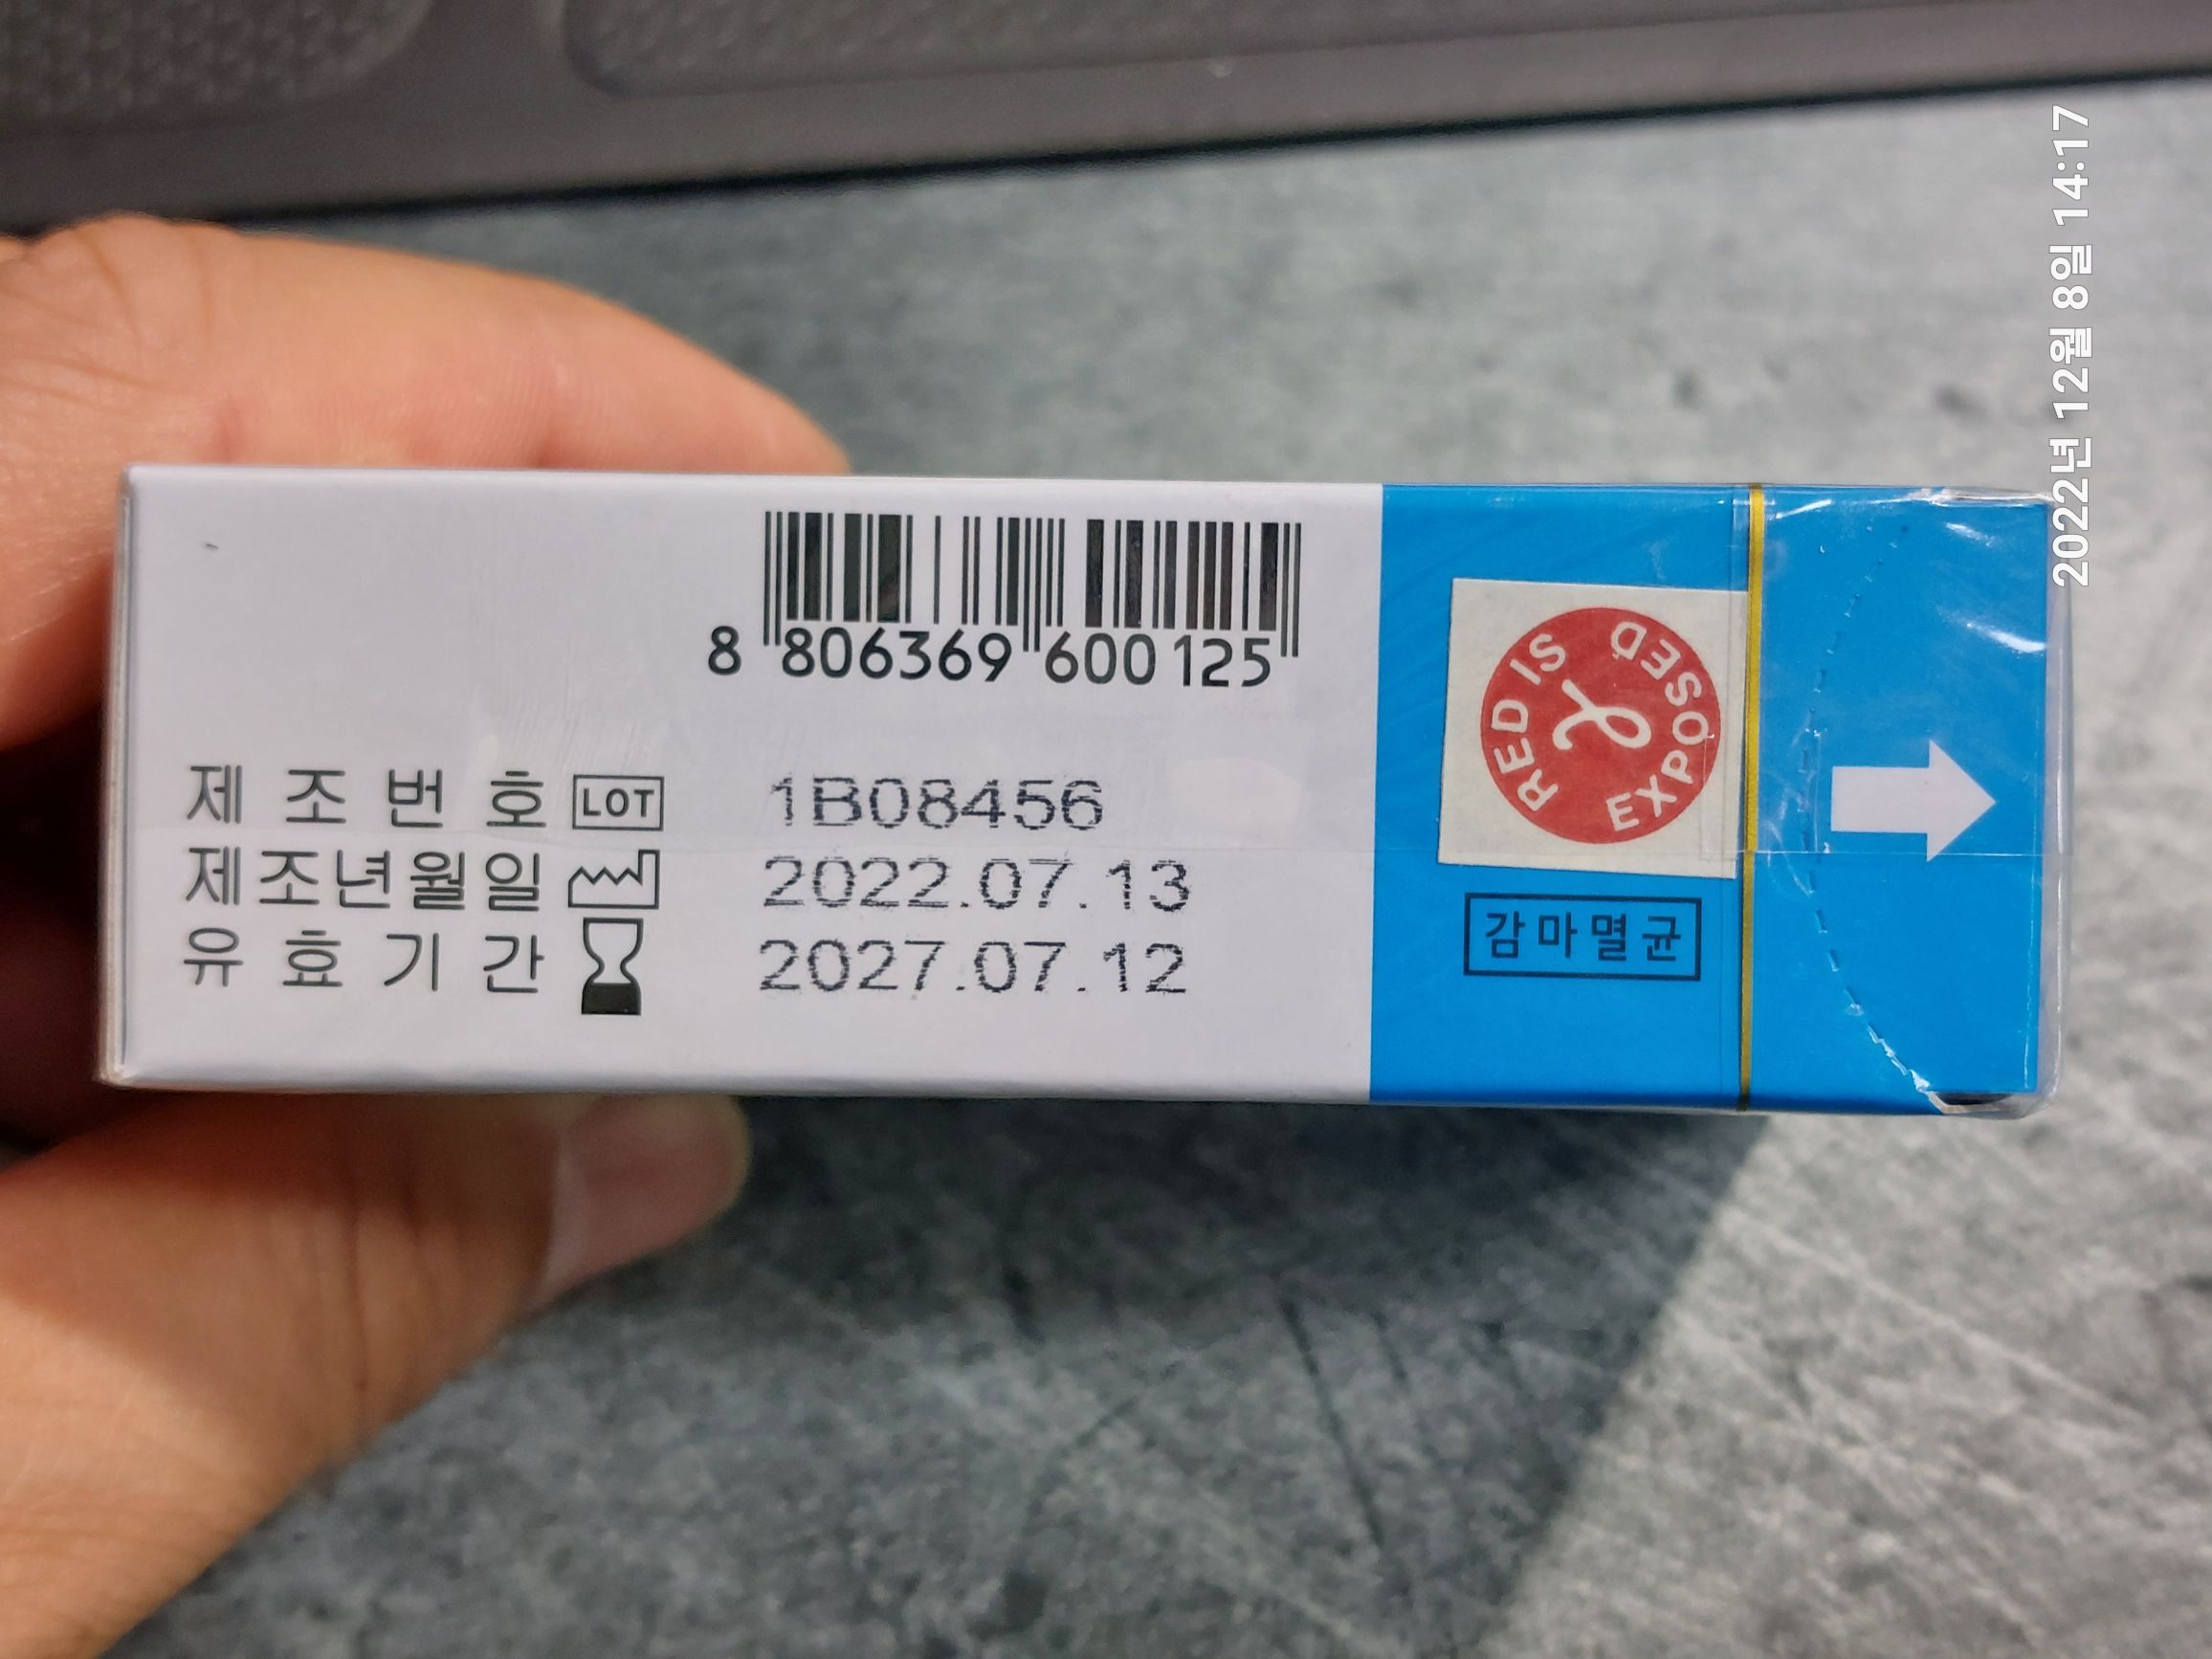 8 806369 600125
제조번호 LOT 1B08456
제조년월일 2022.07.13
유효기간 2027.07.12
RED IS EXPOSED
감마멸균
2022년 12월 8일 14:17